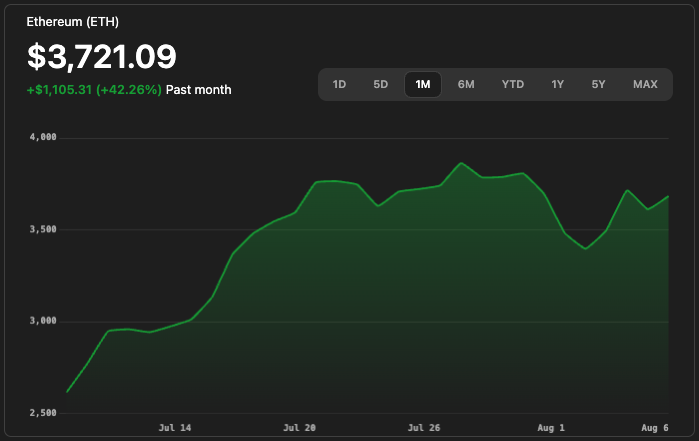 Ethereum (ETH)
$3,721.09
+$1,105.31 (+42.26%) Past month
1D 5D 1M 6M YTD 1Y 5Y MAX
4,000
3,500
3,000
2,500
Jul 14 Jul 20 Jul 26 Aug 1 Aug 6